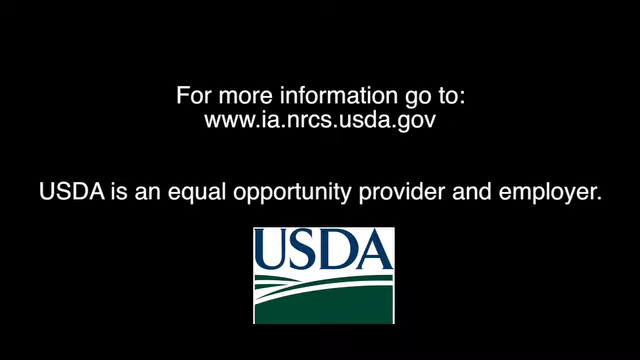 For more information go to:
www.ia.nrcs.usda.gov
USDA is an equal opportunity provider and employer.
USDA